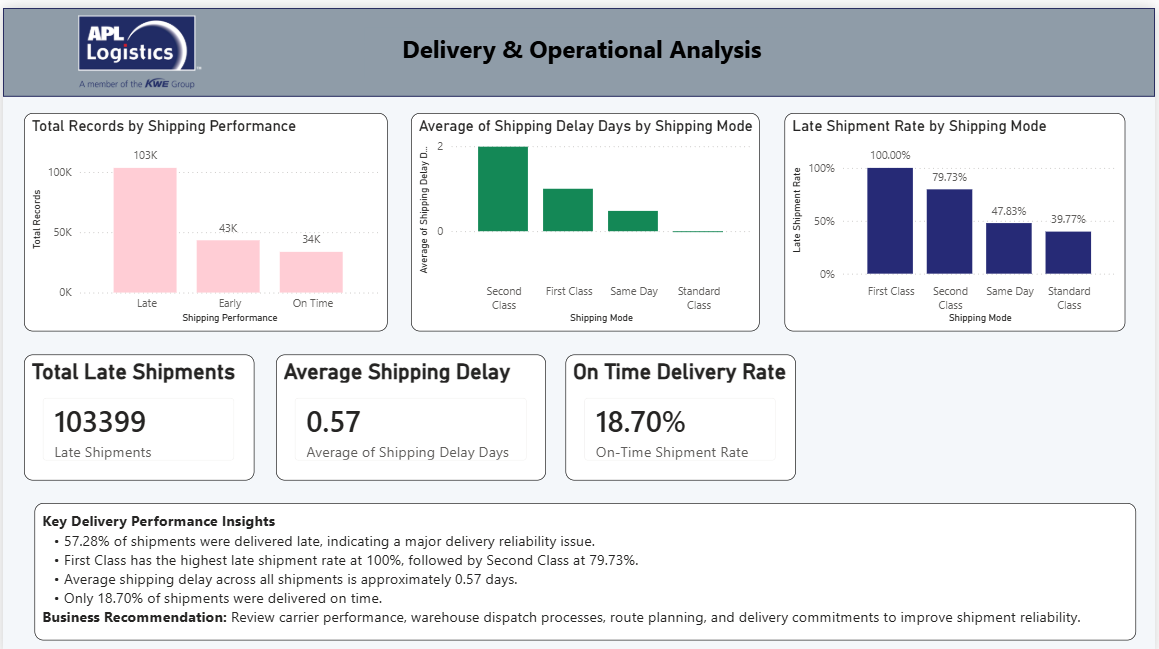 APL
Logistics
A member of the KWE Group
Delivery & Operational Analysis
Total Records by Shipping Performance
Total Records
100K
50K
0K
103K
43K
34K
Late
Early
On Time
Shipping Performance
Average of Shipping Delay Days by Shipping Mode
Average of Shipping Delay D...
2
0
Second
Class
First Class
Same Day
Standard
Class
Shipping Mode
Late Shipment Rate by Shipping Mode
Late Shipment Rate
100%
50%
0%
100.00%
79.73%
47.83%
39.77%
First Class
Second
Class
Same Day
Standard
Class
Shipping Mode
Total Late Shipments
103399
Late Shipments
Average Shipping Delay
0.57
Average of Shipping Delay Days
On Time Delivery Rate
18.70%
On-Time Shipment Rate
Key Delivery Performance Insights
• 57.28% of shipments were delivered late, indicating a major delivery reliability issue.
• First Class has the highest late shipment rate at 100%, followed by Second Class at 79.73%.
• Average shipping delay across all shipments is approximately 0.57 days.
• Only 18.70% of shipments were delivered on time.
Business Recommendation: Review carrier performance, warehouse dispatch processes, route planning, and delivery commitments to improve shipment reliability.